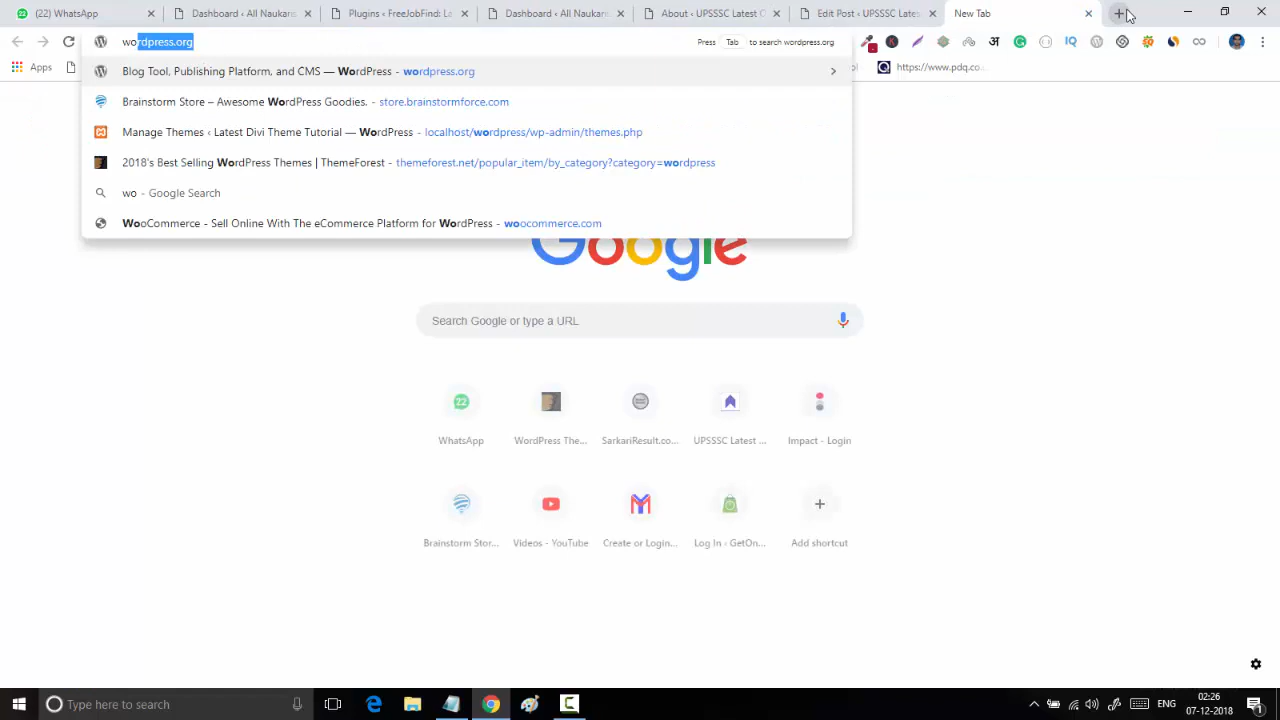 (22) WhatsApp
Dashboard ‹ All Naukar
Plugins ‹ FreeJobFind: L
Dashboard ‹ All Naukar
About ‹ UPSSSC Latest
Edit Post ‹ UPSSSC Late
New Tab
wordpress.org
Press Tab to search wordpress.org
Apps
https://www.pdq.co...
Blog Tool, Publishing Platform, and CMS — WordPress - wordpress.org
Brainstorm Store – Awesome WordPress Goodies. - store.brainstormforce.com
Manage Themes ‹ Latest Divi Theme Tutorial — WordPress - localhost/wordpress/wp-admin/themes.php
2018's Best Selling WordPress Themes | ThemeForest - themeforest.net/popular_item/by_category?category=wordpress
wo - Google Search
WooCommerce - Sell Online With The eCommerce Platform for WordPress - woocommerce.com
Google
Search Google or type a URL
22
WhatsApp
WordPress The...
SarkariResult.co...
UPSSSC Latest ...
Impact - Login
Brainstorm Stor...
Videos - YouTube
Create or Login...
Log In ‹ GetOn...
Add shortcut
Type here to search
ENG
02:26
07-12-2018